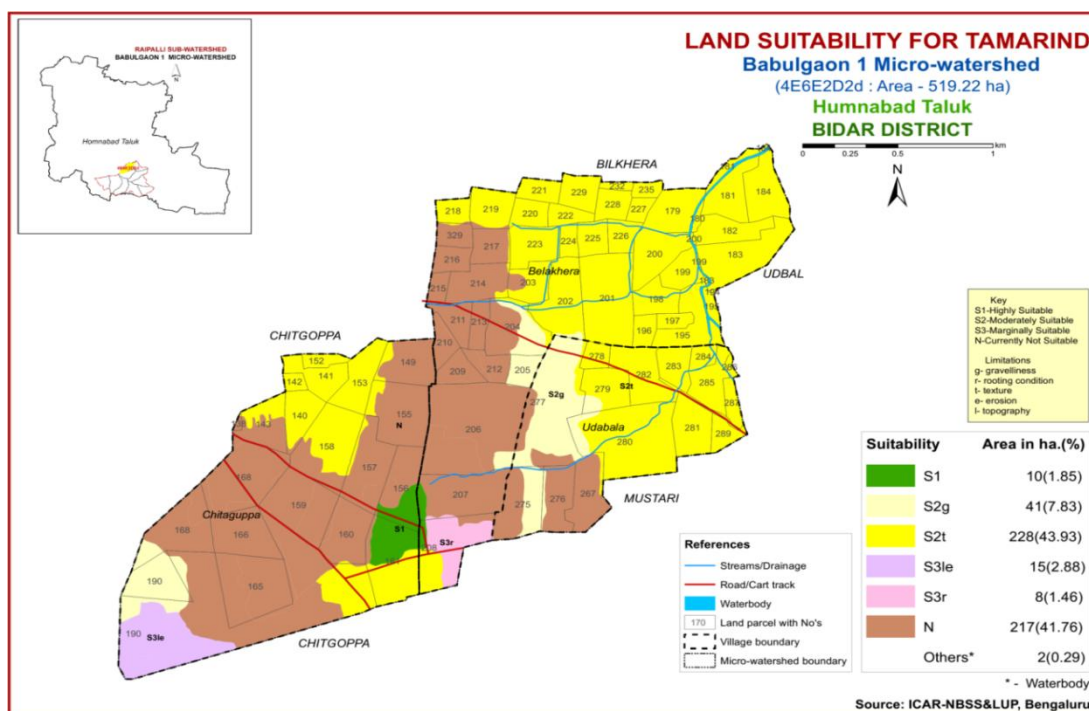 RAIPALLI SUB-WATERSHED
BABULGAON 1 MICRO-WATERSHED
N
Homnabad Taluk
LAND SUITABILITY FOR TAMARIND
Babulgaon 1 Micro-watershed
(4E6E2D2d : Area - 519.22 ha)
Humnabad Taluk
BIDAR DISTRICT
0 0.25 0.5 1 km
N
BILKHERA
221 229 232 235
218 219 220 222 228 227 179 181 184
180
329 217 223 224 225 226 200 200 182
216 183
199 199
Belakhera
UDBAL
215 214 203 202 201 198
197
196 195
211 213 204
210
209 212 205 278 284
282 283
279 S2t 285
277 S2g
206 Udabala 281 289
280
CHITGOPPA
152
142 141 153 149
140 155
N
158
157
156 207 275 276 267
MUSTARI
168 159
Chitaguppa
168 166 160 S1 S3r
165
190
190 S3le
CHITGOPPA
Key
S1-Highly Suitable
S2-Moderately Suitable
S3-Marginally Suitable
N-Currently Not Suitable
Limitations
g- gravelliness
r- rooting condition
t- texture
e- erosion
l- topography
Suitability Area in ha.(%)
S1 10(1.85)
S2g 41(7.83)
S2t 228(43.93)
S3le 15(2.88)
S3r 8(1.46)
N 217(41.76)
Others* 2(0.29)
* - Waterbody
References
Streams/Drainage
Road/Cart track
Waterbody
170 Land parcel with No's
Village boundary
Micro-watershed boundary
Source: ICAR-NBSS&LUP, Bengaluru